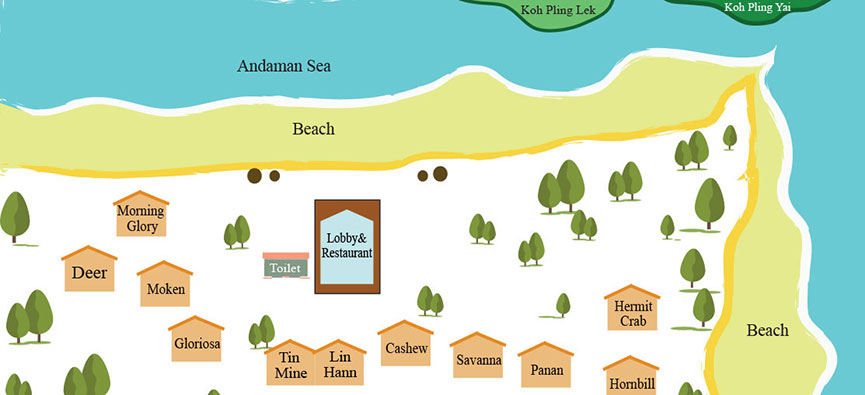 Koh Pling Lek
Koh Pling Yai
Andaman Sea
Beach
Morning
Glory
Lobby&
Restaurant
Deer
Toilet
Moken
Hermit
Crab
Beach
Gloriosa
Tin
Mine
Lin
Hann
Cashew
Savanna
Panan
Hornbill